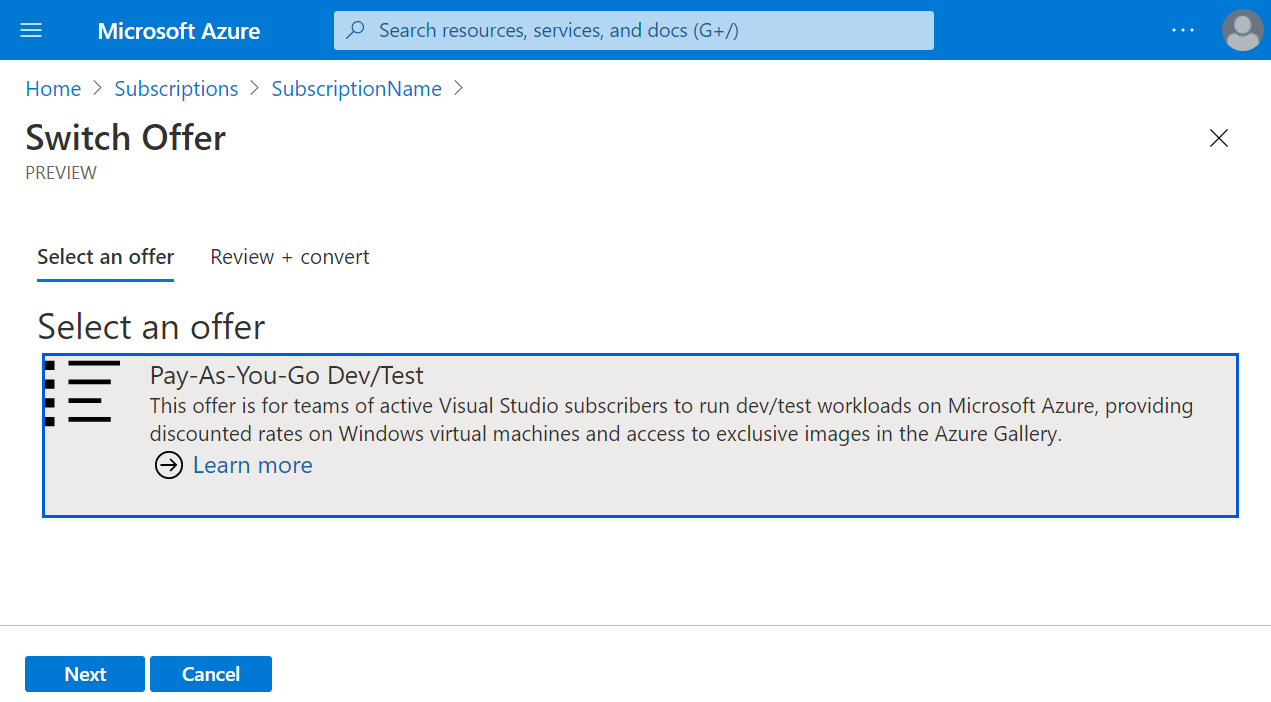 Microsoft Azure
Search resources, services, and docs (G+/)
Home > Subscriptions > SubscriptionName >
Switch Offer
PREVIEW
Select an offer
Review + convert
Select an offer
Pay-As-You-Go Dev/Test
This offer is for teams of active Visual Studio subscribers to run dev/test workloads on Microsoft Azure, providing
discounted rates on Windows virtual machines and access to exclusive images in the Azure Gallery.
Learn more
Next
Cancel